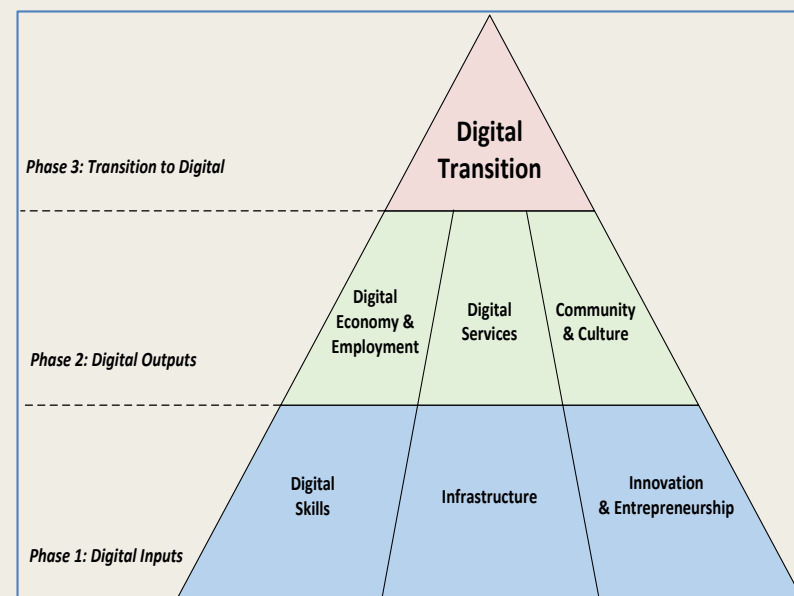 Digital
Transition
Phase 3: Transition to Digital
Digital
Economy &
Employment
Digital
Services
Community
& Culture
Phase 2: Digital Outputs
Digital
Skills
Infrastructure
Innovation
& Entrepreneurship
Phase 1: Digital Inputs